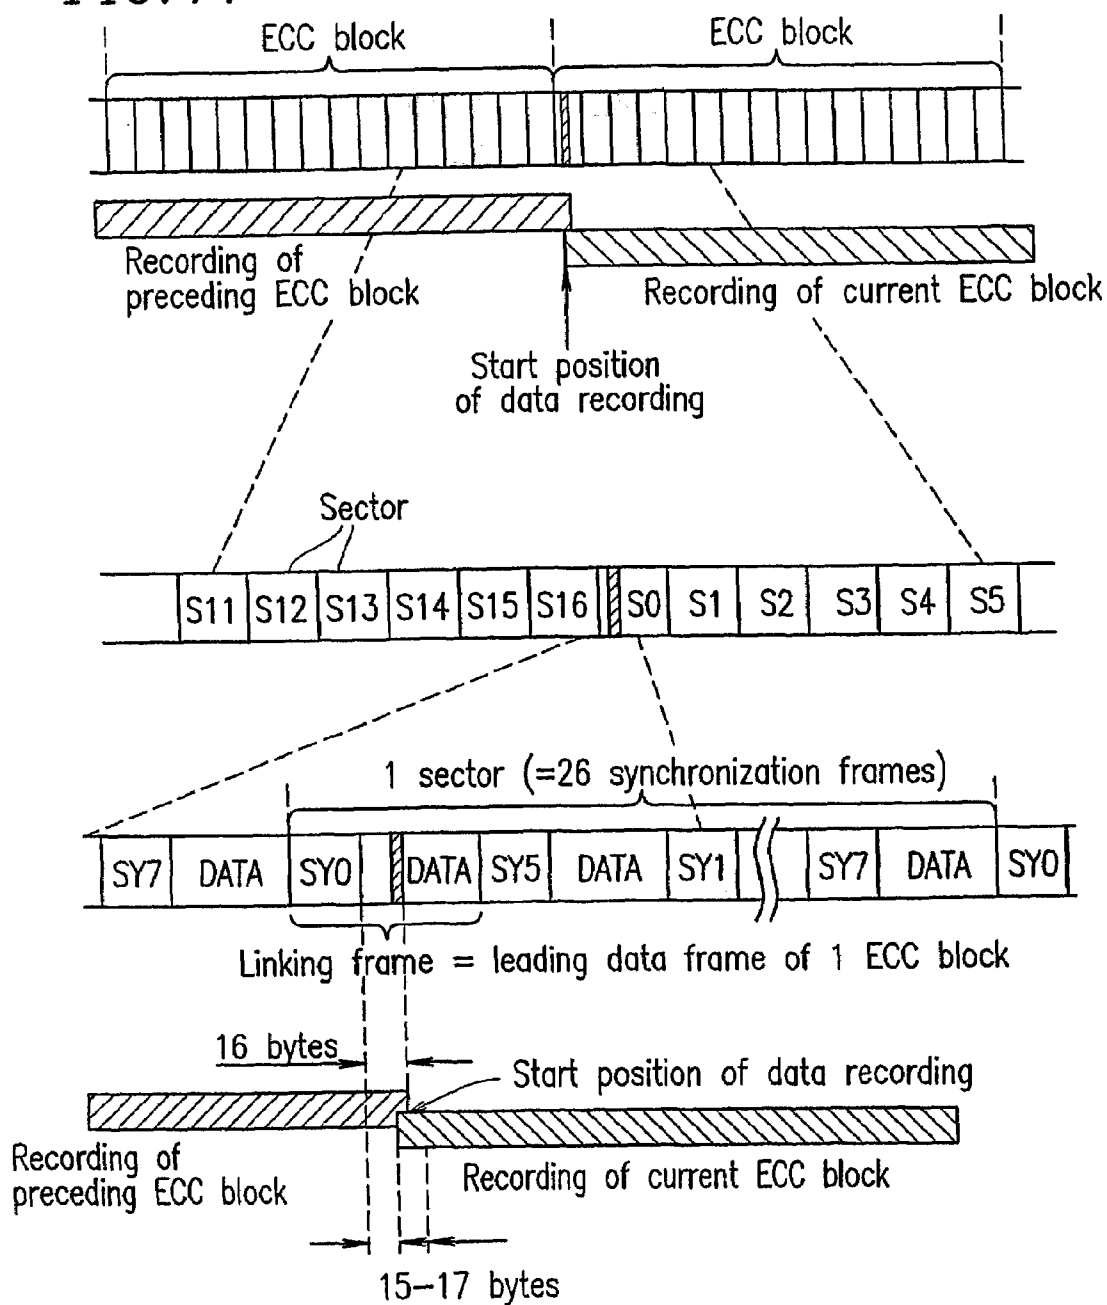 ECC block ECC block
Recording of
preceding ECC block
Recording of current ECC block
Start position
of data recording
Sector
S11 S12 S13 S14 S15 S16 S0 S1 S2 S3 S4 S5
1 sector (=26 synchronization frames)
SY7 DATA SY0 DATA SY5 DATA SY1 SY7 DATA SY0
Linking frame = leading data frame of 1 ECC block
16 bytes
Start position of data recording
Recording of
preceding ECC block
Recording of current ECC block
15-17 bytes